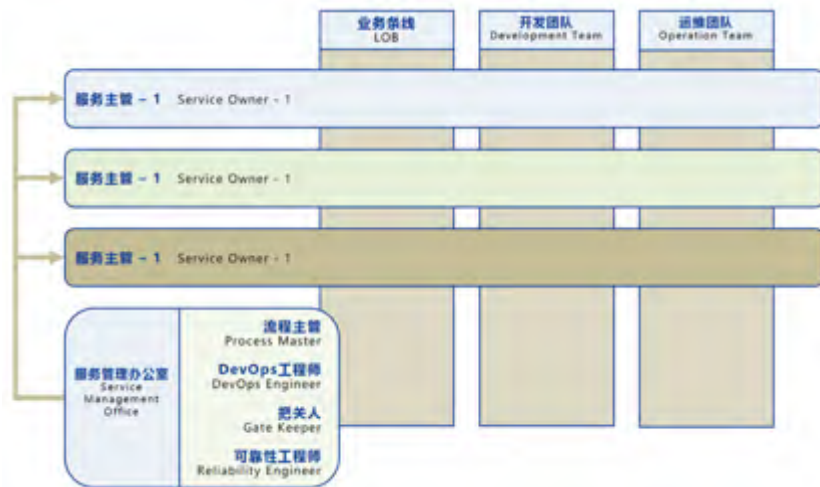 业务条线
LOB
开发团队
Development Team
运维团队
Operation Team
服务主管 – 1 Service Owner - 1
服务主管 – 1 Service Owner - 1
服务主管 – 1 Service Owner - 1
服务管理办公室
Service
Management
Office
流程主管
Process Master
DevOps工程师
DevOps Engineer
把关人
Gate Keeper
可靠性工程师
Reliability Engineer